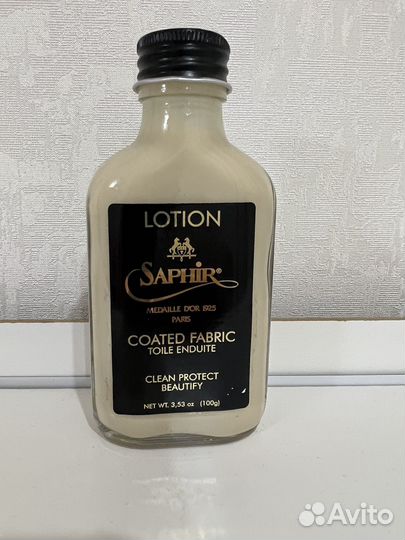 LOTION
SAPHIR®
MEDAILLE D'OR 1925
PARIS
COATED FABRIC
TOILE ENDUITE
CLEAN PROTECT
BEAUTIFY
NET WT. 3,53 oz (100g)
Avito